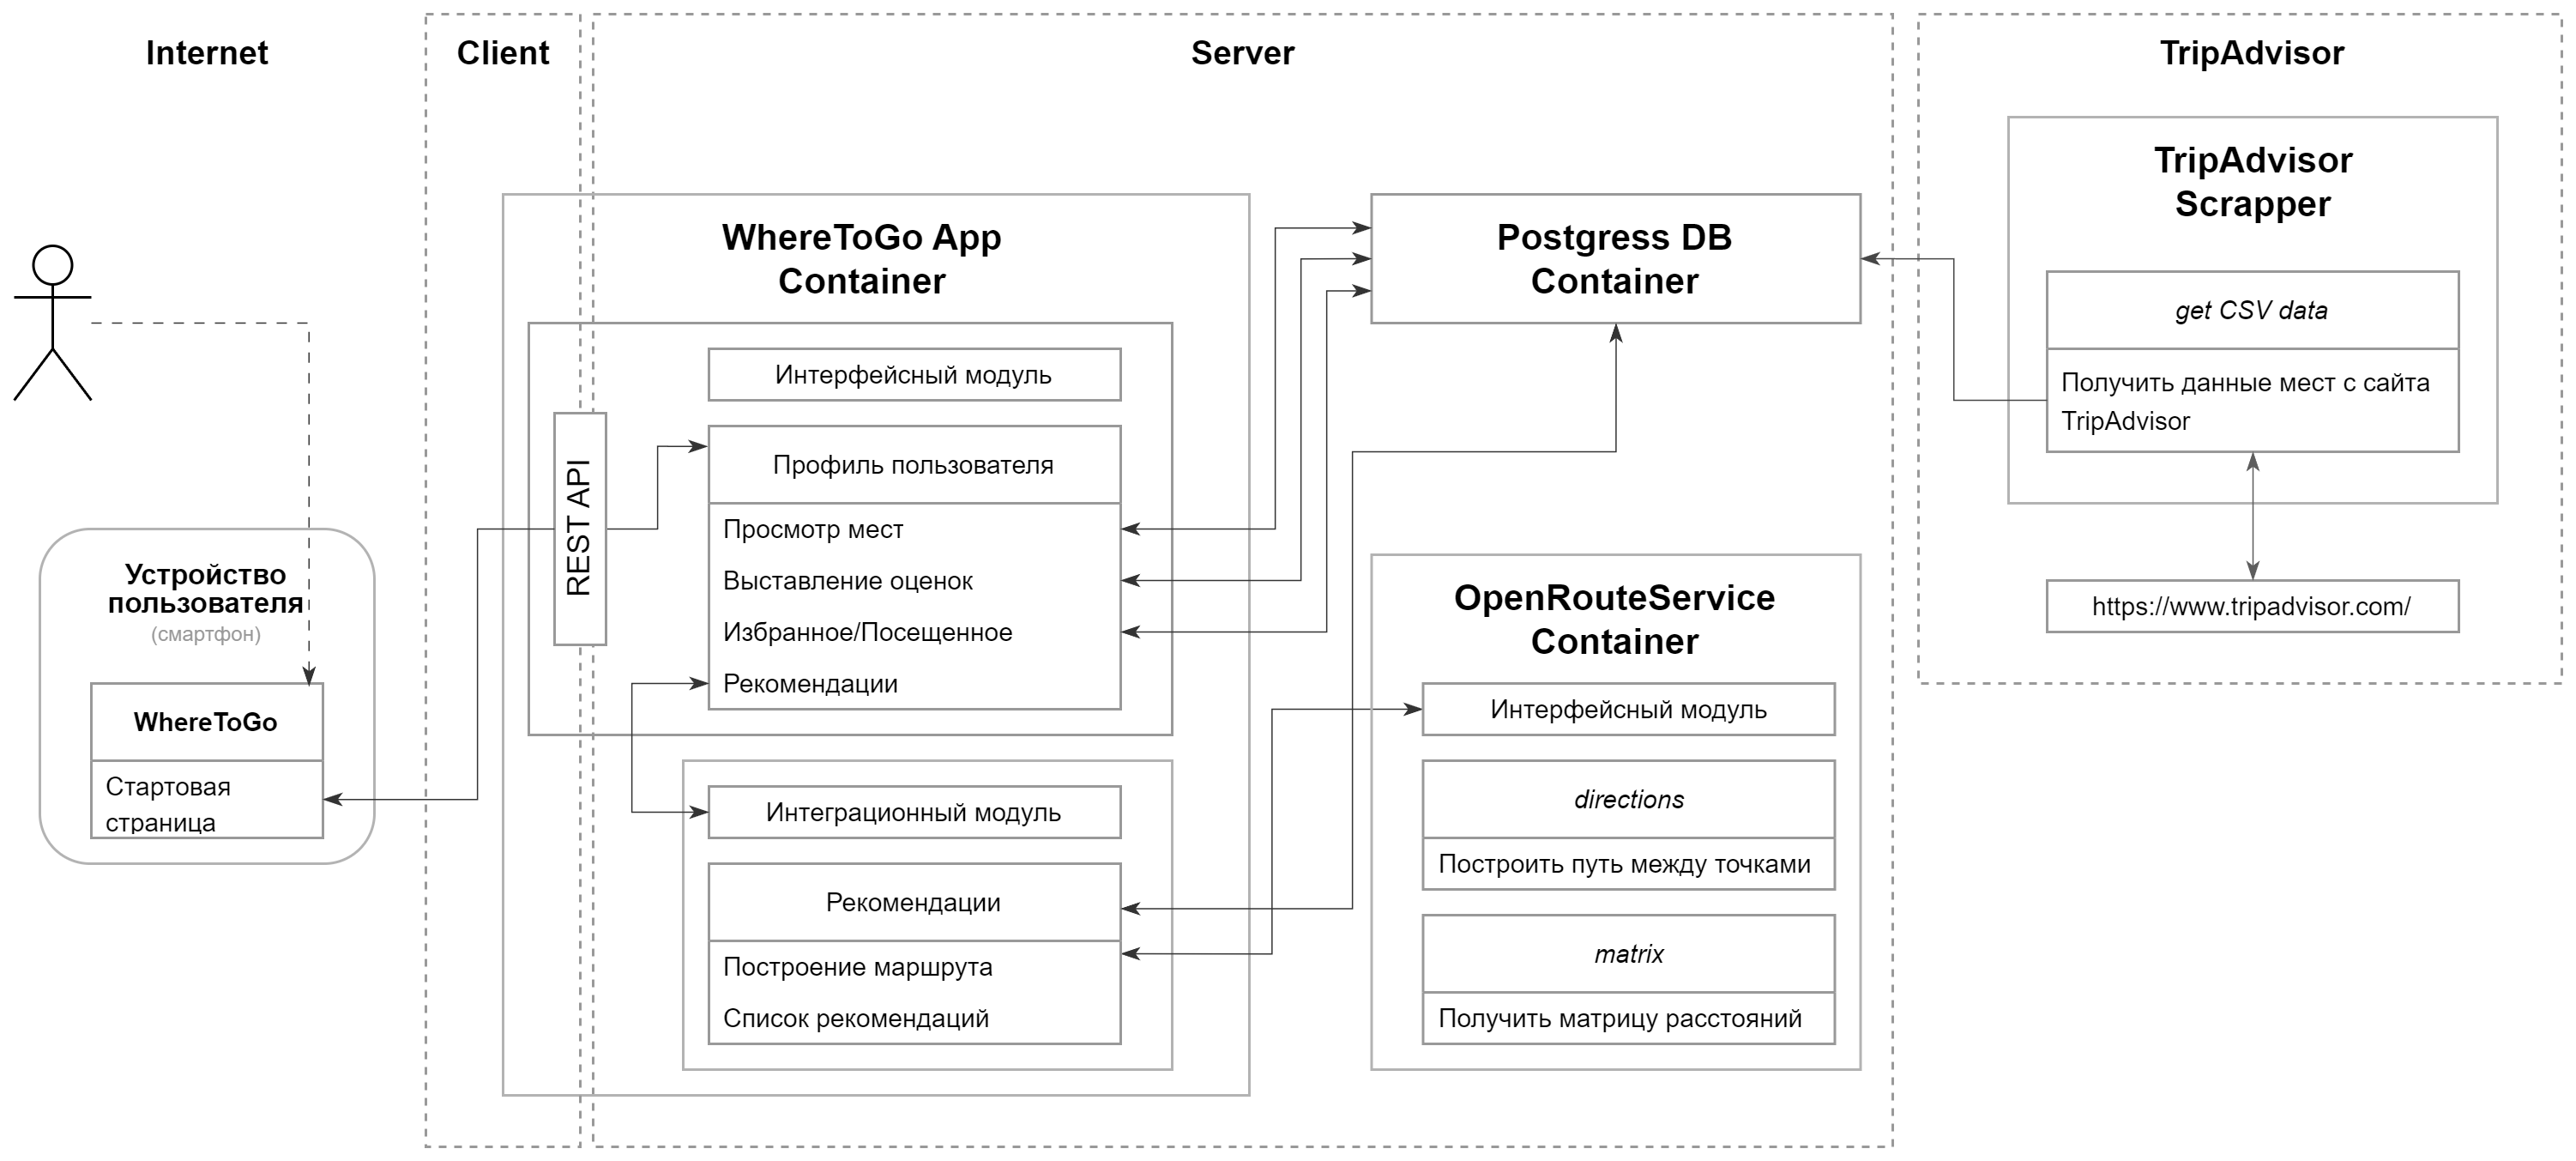 Internet
Client
Server
TripAdvisor
Устройство
пользователя
(смартфон)
WhereToGo
Стартовая
страница
REST API
WhereToGo App
Container
Интерфейсный модуль
Профиль пользователя
Просмотр мест
Выставление оценок
Избранное/Посещенное
Рекомендации
Интеграционный модуль
Рекомендации
Построение маршрута
Список рекомендаций
Postgress DB
Container
OpenRouteService
Container
Интерфейсный модуль
directions
Построить путь между точками
matrix
Получить матрицу расстояний
TripAdvisor
Scrapper
get CSV data
Получить данные мест с сайта
TripAdvisor
https://www.tripadvisor.com/